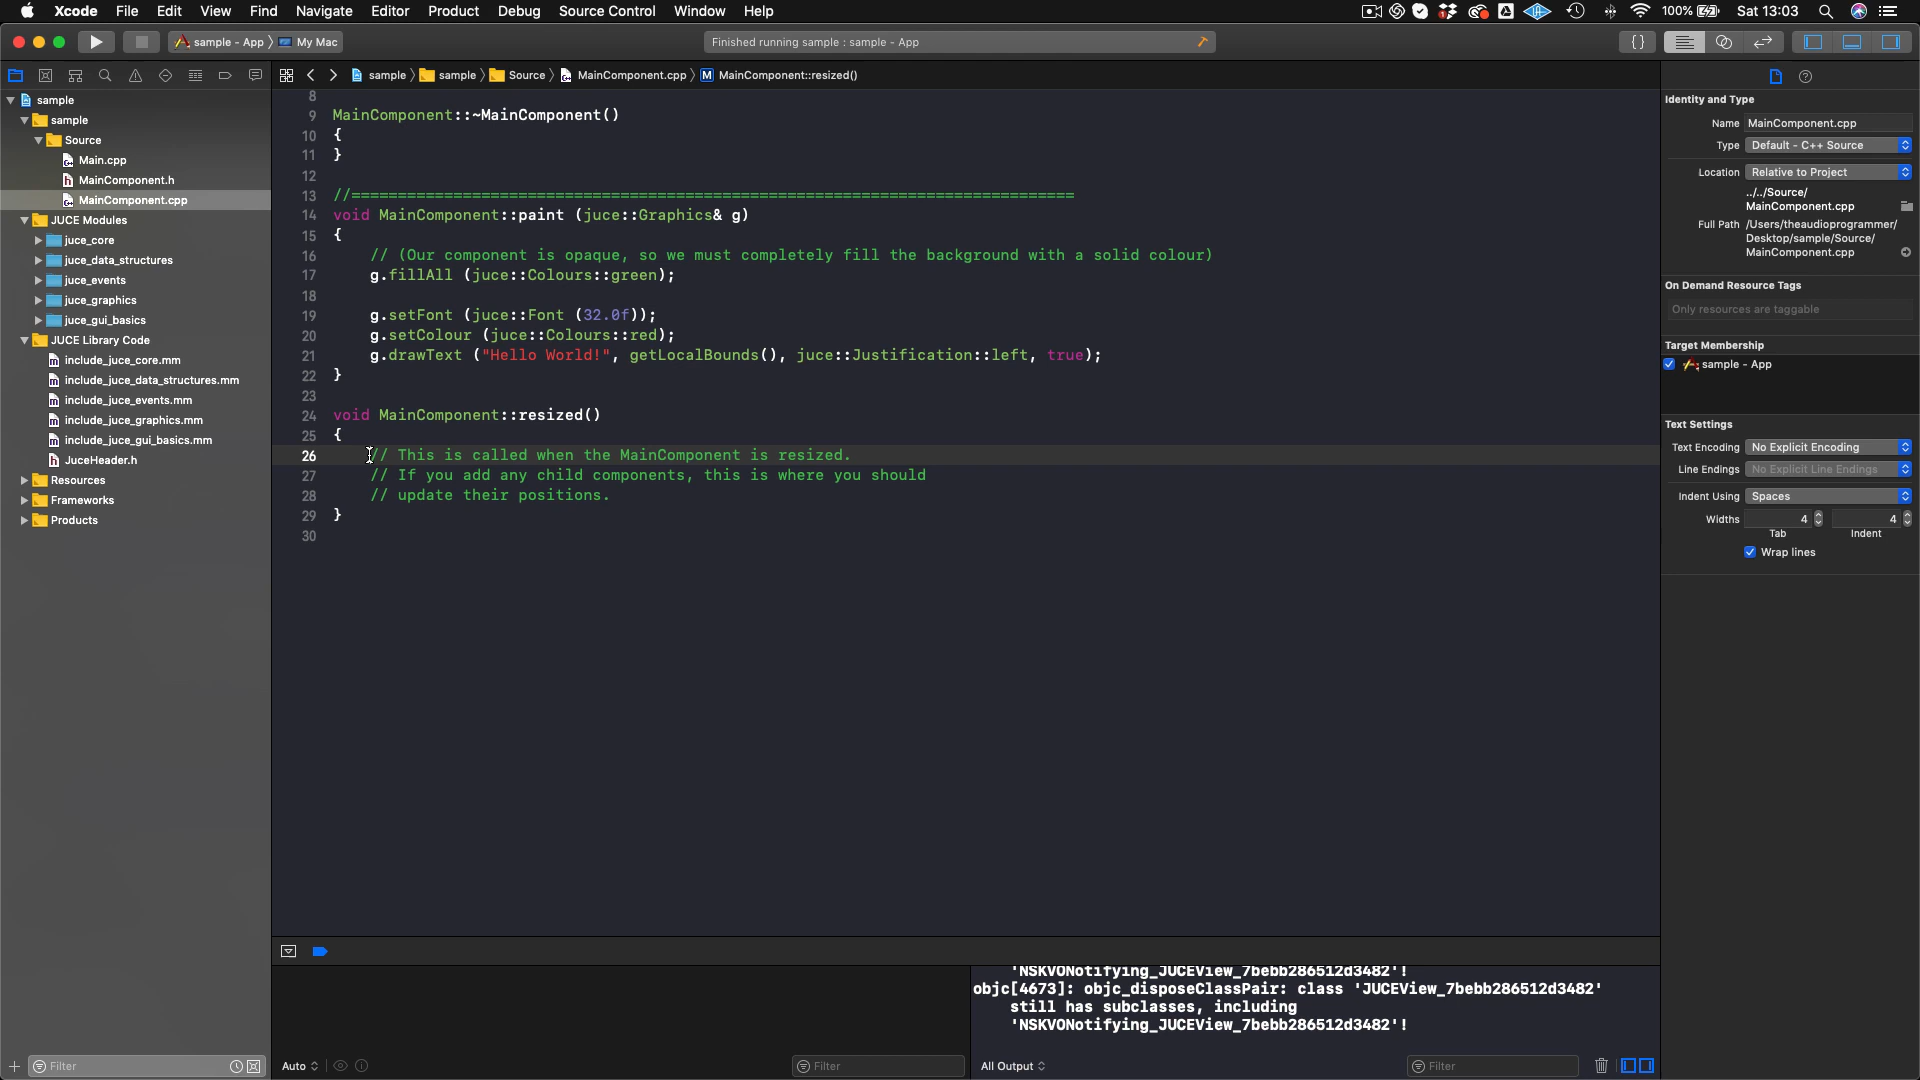 Xcode File Edit View Find Navigate Editor Product Debug Source Control Window Help 100% Sat 13:03
sample - App My Mac
Finished running sample : sample - App
sample sample Source MainComponent.cpp M MainComponent::resized()
sample
sample
Source
Main.cpp
MainComponent.h
MainComponent.cpp
JUCE Modules
juce_core
juce_data_structures
juce_events
juce_graphics
juce_gui_basics
JUCE Library Code
include_juce_core.mm
include_juce_data_structures.mm
include_juce_events.mm
include_juce_graphics.mm
include_juce_gui_basics.mm
JuceHeader.h
Resources
Frameworks
Products
Filter
8
9 MainComponent::~MainComponent()
10 {
11 }
12
13 //==============================================================================
14 void MainComponent::paint (juce::Graphics& g)
15 {
16 // (Our component is opaque, so we must completely fill the background with a solid colour)
17 g.fillAll (juce::Colours::green);
18
19 g.setFont (juce::Font (32.0f));
20 g.setColour (juce::Colours::red);
21 g.drawText ("Hello World!", getLocalBounds(), juce::Justification::left, true);
22 }
23
24 void MainComponent::resized()
25 {
26 // This is called when the MainComponent is resized.
27 // If you add any child components, this is where you should
28 // update their positions.
29 }
30
Auto
Filter
'NSKVONotifying_JUCEView_7bebb286512d3482'!
objc[4673]: objc_disposeClassPair: class 'JUCEView_7bebb286512d3482'
still has subclasses, including
'NSKVONotifying_JUCEView_7bebb286512d3482'!
All Output
Filter
Identity and Type
Name MainComponent.cpp
Type Default - C++ Source
Location Relative to Project
../../Source/
MainComponent.cpp
Full Path /Users/theaudioprogrammer/
Desktop/sample/Source/
MainComponent.cpp
On Demand Resource Tags
Only resources are taggable
Target Membership
sample - App
Text Settings
Text Encoding No Explicit Encoding
Line Endings No Explicit Line Endings
Indent Using Spaces
Widths 4 4
Tab Indent
Wrap lines